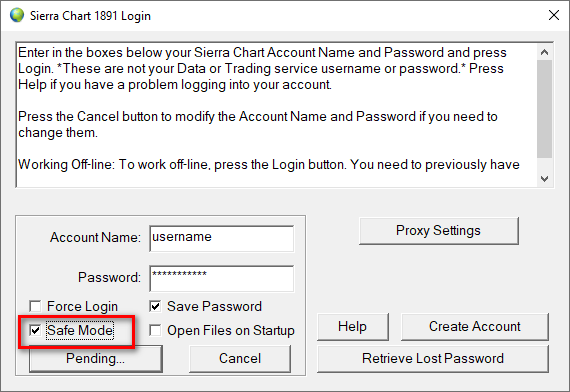 Sierra Chart 1891 Login
Enter in the boxes below your Sierra Chart Account Name and Password and press
Login. *These are not your Data or Trading service username or password.* Press
Help if you have a problem logging into your account.
Press the Cancel button to modify the Account Name and Password if you need to
change them.
Working Off-line: To work off-line, press the Login button. You need to previously have
Account Name: username
Proxy Settings
Password: ***********
Force Login Save Password
Safe Mode Open Files on Startup
Help Create Account
Pending... Cancel Retrieve Lost Password